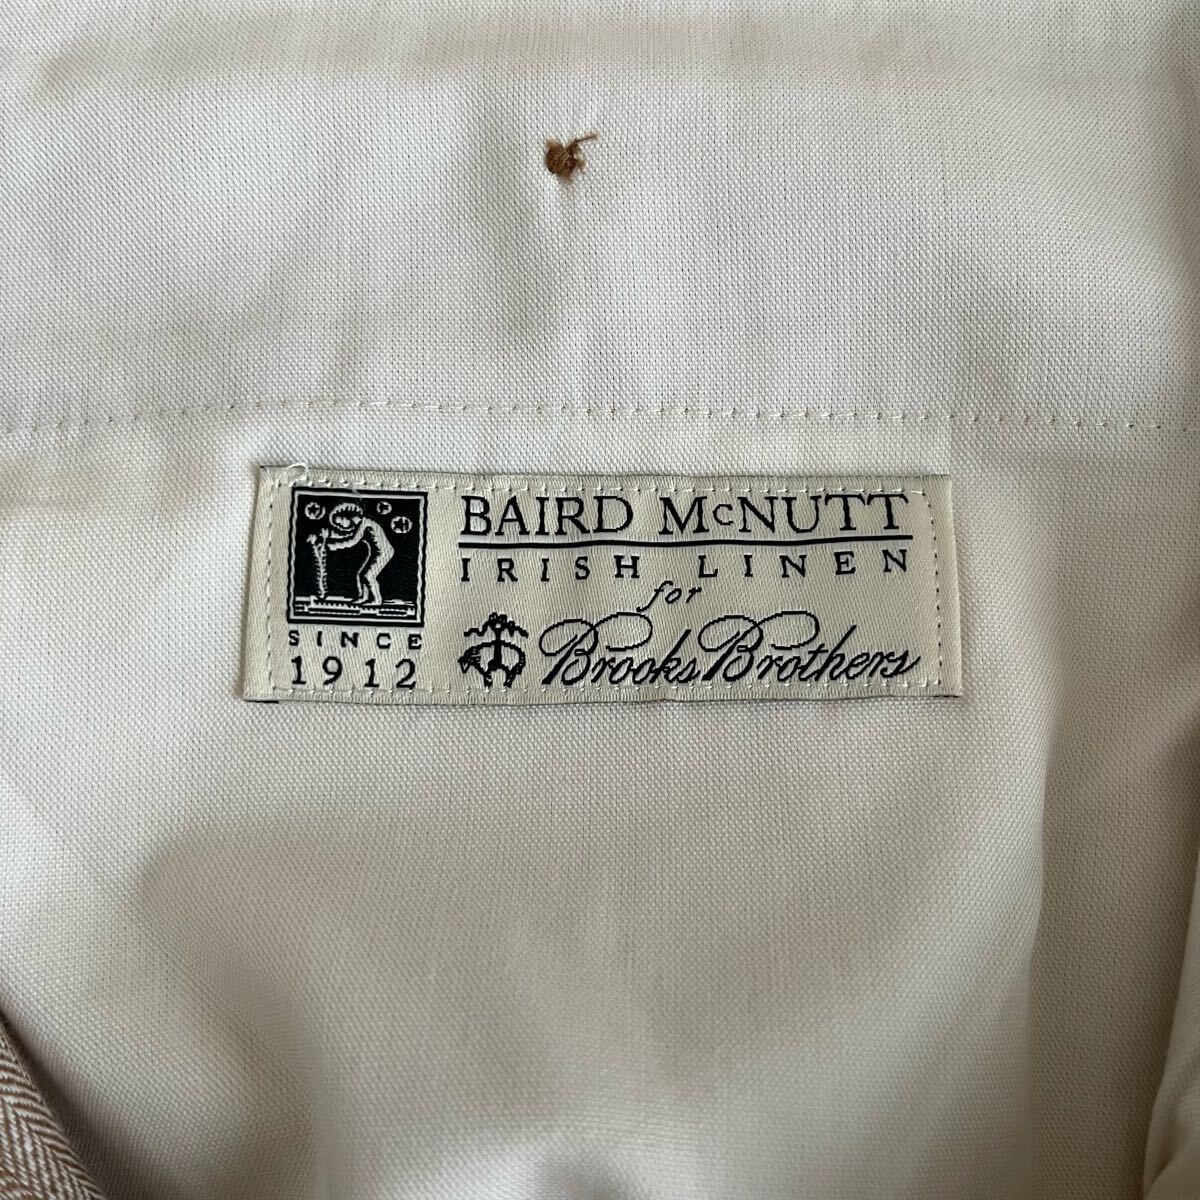 BAIRD McNUTT
IRISH LINEN
for
Brooks Brothers
SINCE
1912